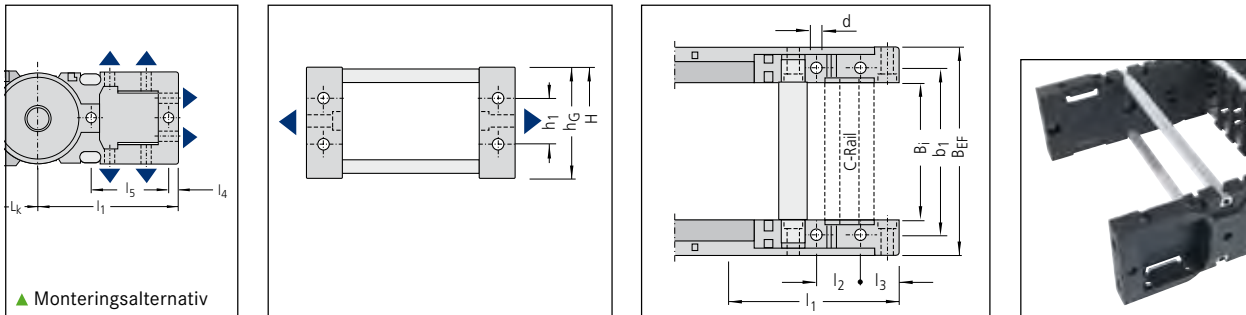 l5
l4
Lk
l1
▲ Monteringsalternativ
h1
hG
H
d
C-Rail
Bi
b1
BEF
l2
l3
l1